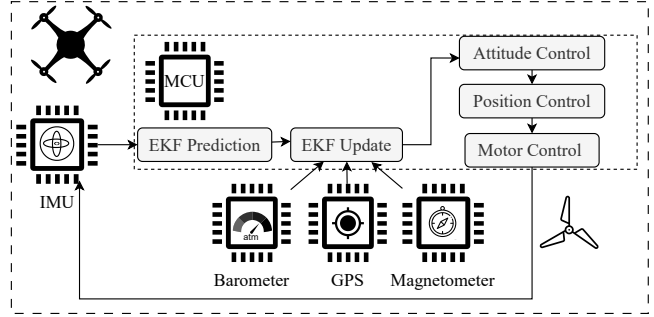 Attitude Control
MCU
Position Control
EKF Prediction
EKF Update
Motor Control
IMU
atm
Barometer
GPS
Magnetometer